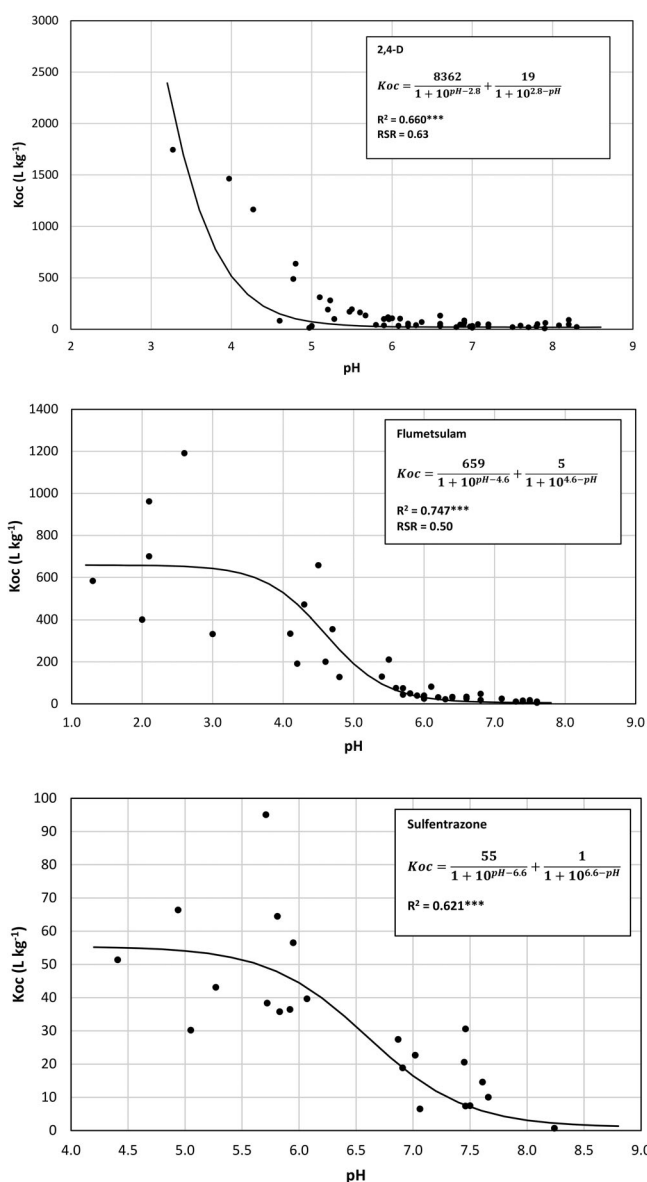 3000
2500
2000
1500
1000
500
0
Koc (L kg⁻¹)
2,4-D
Koc = 8362 / (1 + 10^(pH−2.8)) + 19 / (1 + 10^(2.8−pH))
R² = 0.660***
RSR = 0.63
2 3 4 5 6 7 8 9
pH
1400
1200
1000
800
600
400
200
0
Koc (L kg⁻¹)
Flumetsulam
Koc = 659 / (1 + 10^(pH−4.6)) + 5 / (1 + 10^(4.6−pH))
R² = 0.747***
RSR = 0.50
1.0 2.0 3.0 4.0 5.0 6.0 7.0 8.0 9.0
pH
100
90
80
70
60
50
40
30
20
10
0
Koc (L kg⁻¹)
Sulfentrazone
Koc = 55 / (1 + 10^(pH−6.6)) + 1 / (1 + 10^(6.6−pH))
R² = 0.621***
4.0 4.5 5.0 5.5 6.0 6.5 7.0 7.5 8.0 8.5 9.0
pH